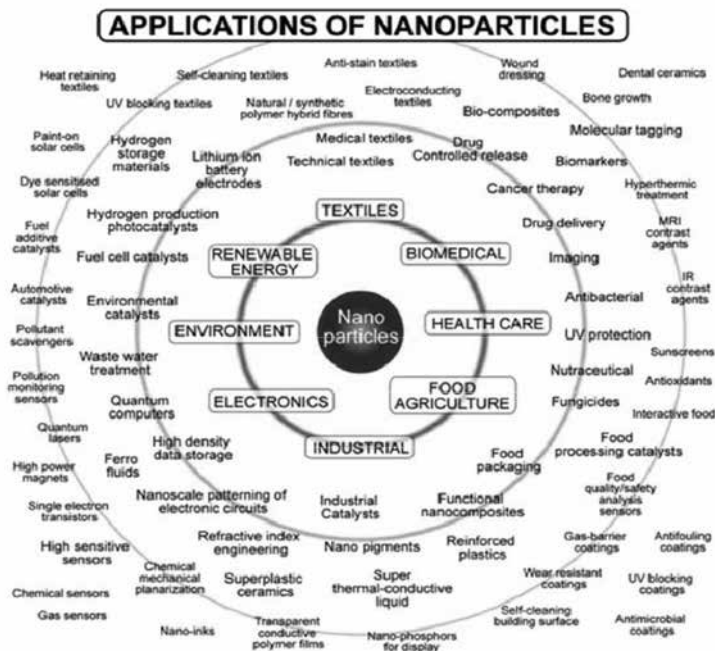 APPLICATIONS OF NANOPARTICLES
Anti-stain textiles
Wound
dressing
Heat retaining
textiles
Self-cleaning textiles
Dental ceramics
Electroconducting
textiles
Bone growth
UV blocking textiles
Natural / synthetic
polymer hybrid fibres
Bio-composites
Paint-on
solar cells
Hydrogen
storage
materials
Medical textiles
Drug
Controlled release
Molecular tagging
Lithium Ion
battery
electrodes
Technical textiles
Biomarkers
Dye sensitised
solar cells
Cancer therapy
Hyperthermic
treatment
Hydrogen production
photocatalysts
TEXTILES
Drug delivery
Fuel
additive
catalysts
MRI
contrast
agents
Fuel cell catalysts
RENEWABLE
ENERGY
BIOMEDICAL
Imaging
IR
contrast
agents
Automotive
catalysts
Environmental
catalysts
Antibacterial
Pollutant
scavengers
ENVIRONMENT
Nano
particles
HEALTH CARE
UV protection
Sunscreens
Waste water
treatment
Nutraceutical
Antioxidants
Pollution
monitoring
sensors
ELECTRONICS
FOOD
AGRICULTURE
Fungicides
Interactive food
Quantum
computers
INDUSTRIAL
Quantum
lasers
High density
data storage
Food
processing catalysts
High power
magnets
Ferro
fluids
Food
packaging
Food
quality/safety
analysis
sensors
Single electron
transistors
Nanoscale patterning of
electronic circuits
Industrial
Catalysts
Functional
nanocomposites
High sensitive
sensors
Refractive index
engineering
Nano pigments
Reinforced
plastics
Gas-barrier
coatings
Antifouling
coatings
Chemical
mechanical
planarization
Superplastic
ceramics
Super
thermal-conductive
liquid
Wear resistant
coatings
UV blocking
coatings
Chemical sensors
Gas sensors
Nano-inks
Transparent
conductive
polymer films
Nano-phosphors
for display
Self-cleaning
building surface
Antimicrobial
coatings